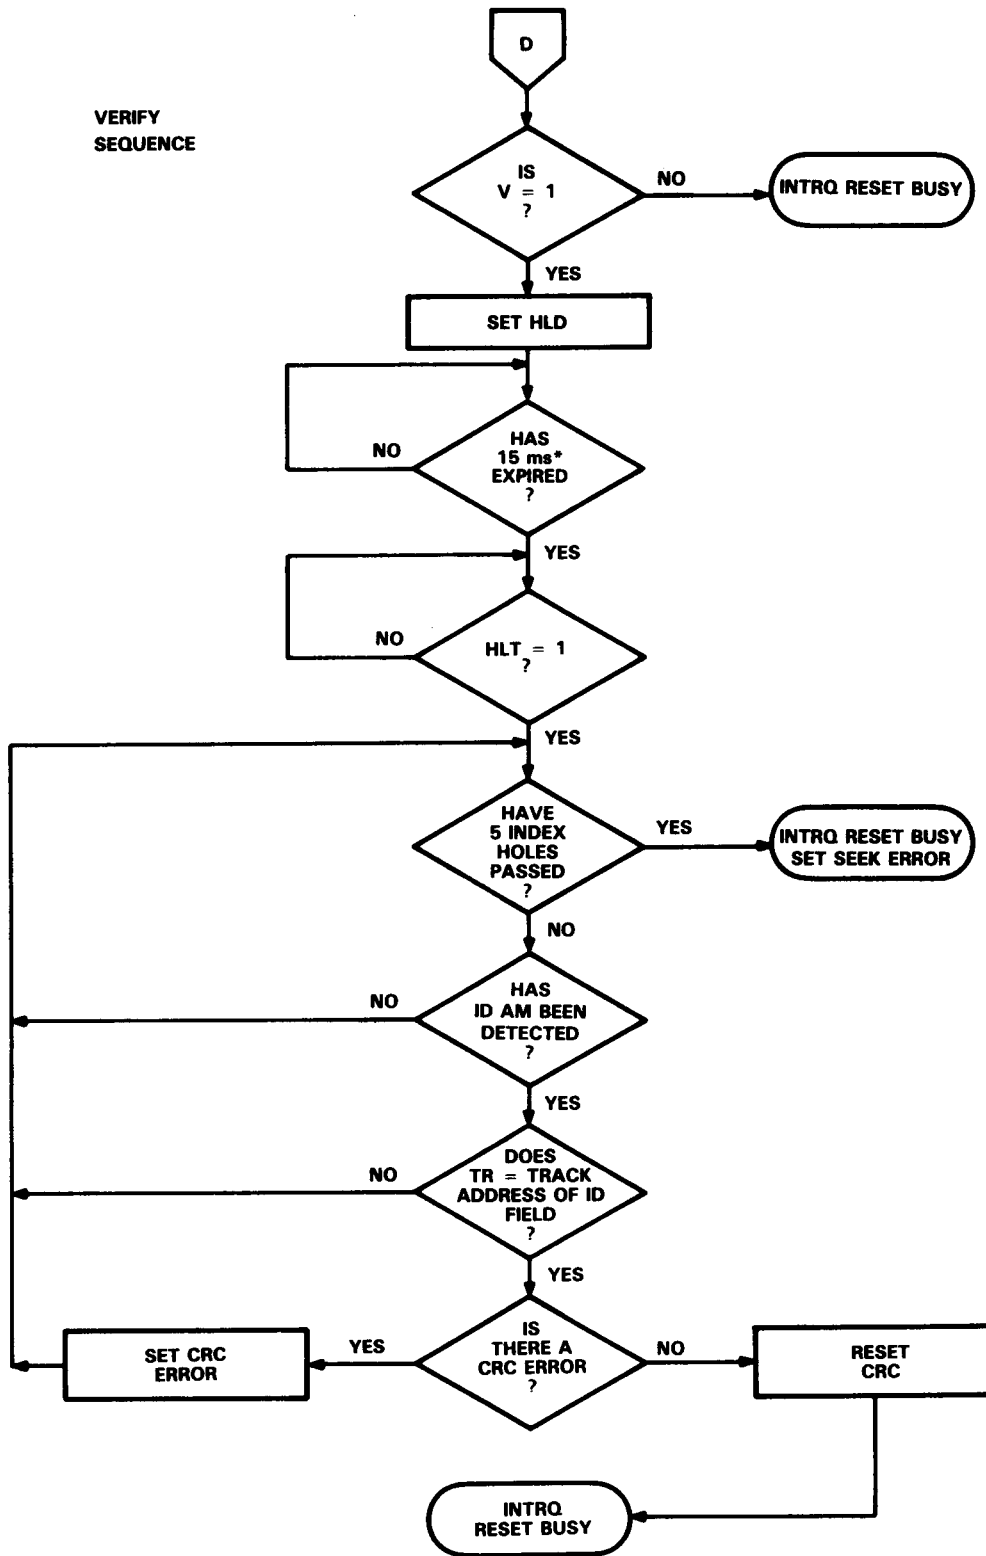 D
VERIFY
SEQUENCE
IS
V = 1
?
NO
INTRQ RESET BUSY
YES
SET HLD
HAS
15 ms*
EXPIRED
?
NO
YES
HLT = 1
?
NO
YES
HAVE
5 INDEX
HOLES
PASSED
?
YES
INTRQ RESET BUSY
SET SEEK ERROR
NO
HAS
ID AM BEEN
DETECTED
?
NO
YES
DOES
TR = TRACK
ADDRESS OF ID
FIELD
?
NO
YES
IS
THERE A
CRC ERROR
?
YES
SET CRC
ERROR
NO
RESET
CRC
INTRQ
RESET BUSY